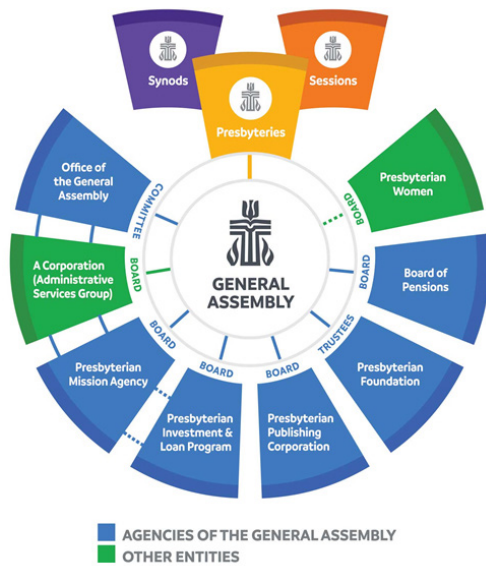 Synods
Sessions
Presbyteries
Office of
the General
Assembly
COMMITTEE
Presbyterian
Women
BOARD
A Corporation
(Administrative
Services Group)
BOARD
GENERAL
ASSEMBLY
BOARD
Board of
Pensions
Presbyterian
Mission Agency
BOARD
TRUSTEES
Presbyterian
Foundation
BOARD
BOARD
Presbyterian
Investment &
Loan Program
Presbyterian
Publishing
Corporation
AGENCIES OF THE GENERAL ASSEMBLY
OTHER ENTITIES